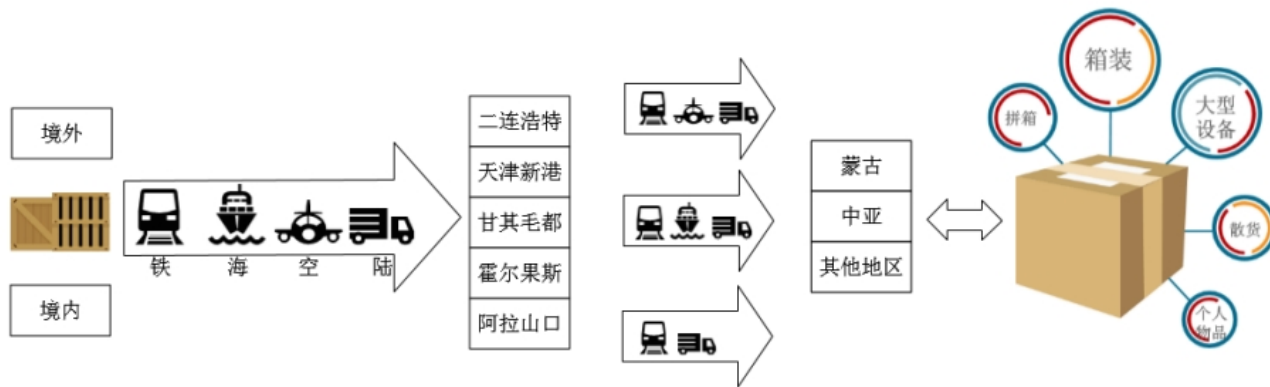 境外
境内
铁 海 空 陆
二连浩特
天津新港
甘其毛都
霍尔果斯
阿拉山口
蒙古
中亚
其他地区
箱装
拼箱
大型
设备
散货
个人
物品